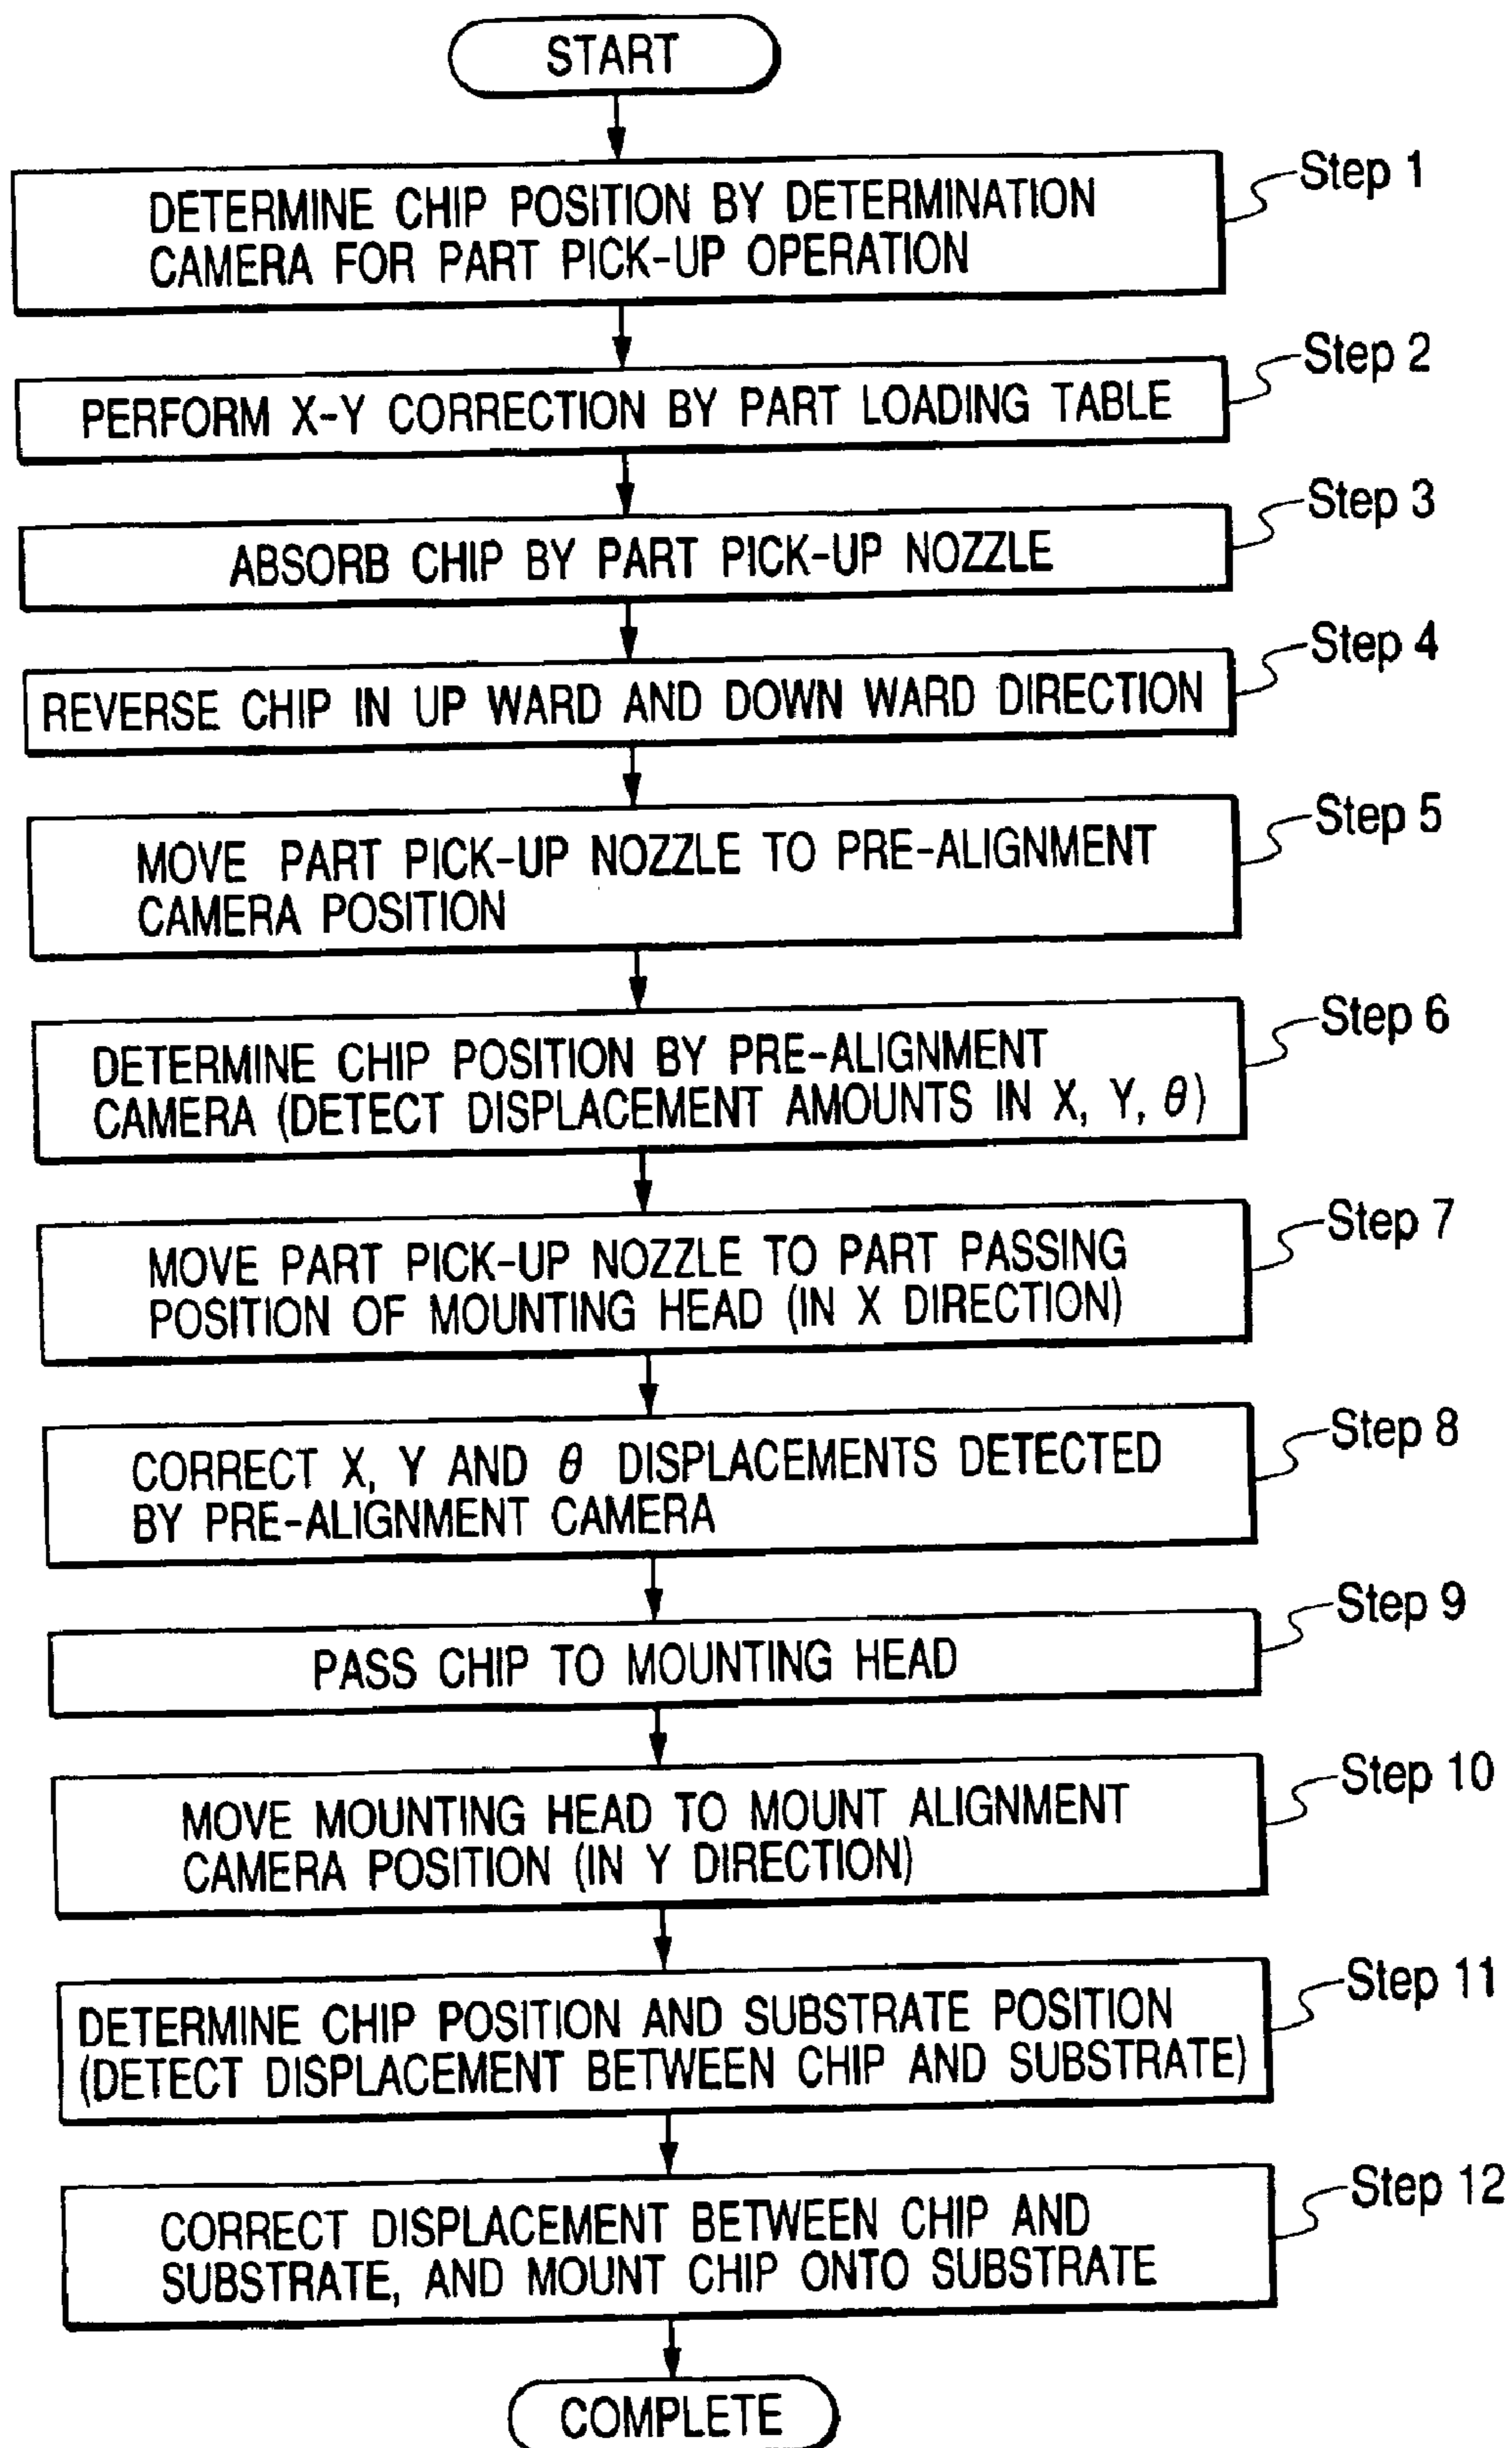 START
Step 1
DETERMINE CHIP POSITION BY DETERMINATION
CAMERA FOR PART PICK-UP OPERATION
Step 2
PERFORM X-Y CORRECTION BY PART LOADING TABLE
Step 3
ABSORB CHIP BY PART PICK-UP NOZZLE
Step 4
REVERSE CHIP IN UP WARD AND DOWN WARD DIRECTION
Step 5
MOVE PART PICK-UP NOZZLE TO PRE-ALIGNMENT
CAMERA POSITION
Step 6
DETERMINE CHIP POSITION BY PRE-ALIGNMENT
CAMERA (DETECT DISPLACEMENT AMOUNTS IN X, Y, θ)
Step 7
MOVE PART PICK-UP NOZZLE TO PART PASSING
POSITION OF MOUNTING HEAD (IN X DIRECTION)
Step 8
CORRECT X, Y AND θ DISPLACEMENTS DETECTED
BY PRE-ALIGNMENT CAMERA
Step 9
PASS CHIP TO MOUNTING HEAD
Step 10
MOVE MOUNTING HEAD TO MOUNT ALIGNMENT
CAMERA POSITION (IN Y DIRECTION)
Step 11
DETERMINE CHIP POSITION AND SUBSTRATE POSITION
(DETECT DISPLACEMENT BETWEEN CHIP AND SUBSTRATE)
Step 12
CORRECT DISPLACEMENT BETWEEN CHIP AND
SUBSTRATE, AND MOUNT CHIP ONTO SUBSTRATE
COMPLETE